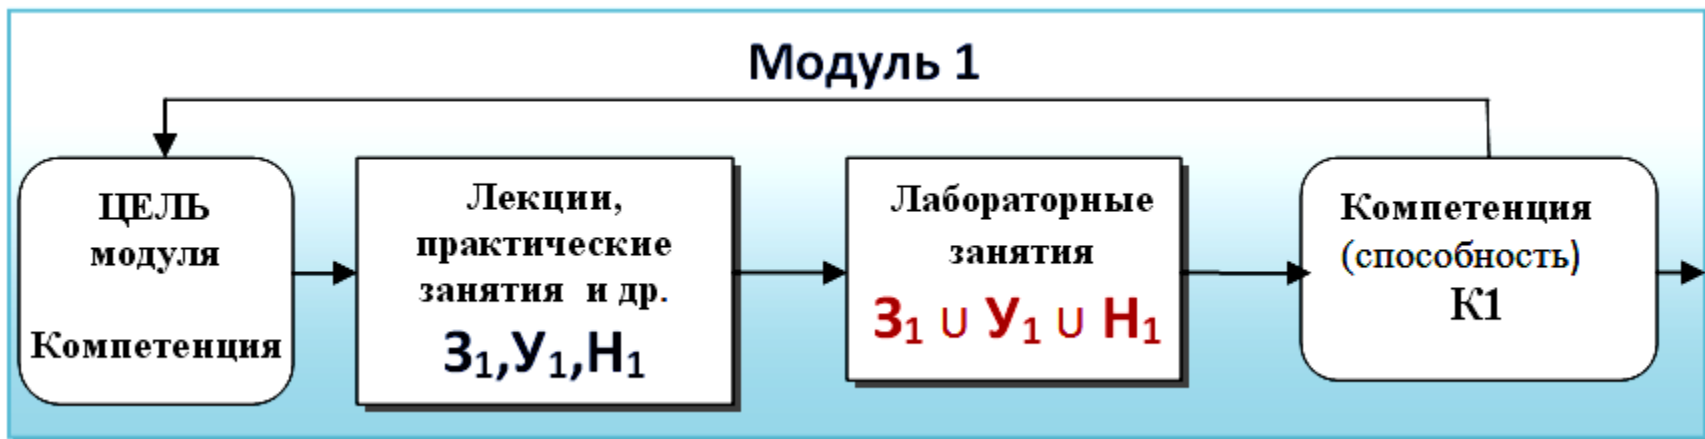 Модуль 1
ЦЕЛЬ
модуля
Компетенция
Лекции,
практические
занятия и др.
З₁,У₁,Н₁
Лабораторные
занятия
З₁ ∪ У₁ ∪ Н₁
Компетенция
(способность)
К1